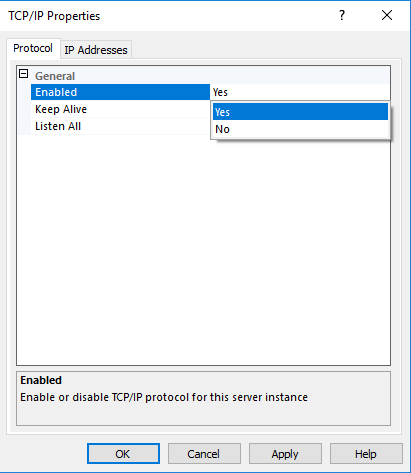 TCP/IP Properties ?
Protocol IP Addresses
General
Enabled Yes
Keep Alive Yes
Listen All No
Enabled
Enable or disable TCP/IP protocol for this server instance
OK Cancel Apply Help